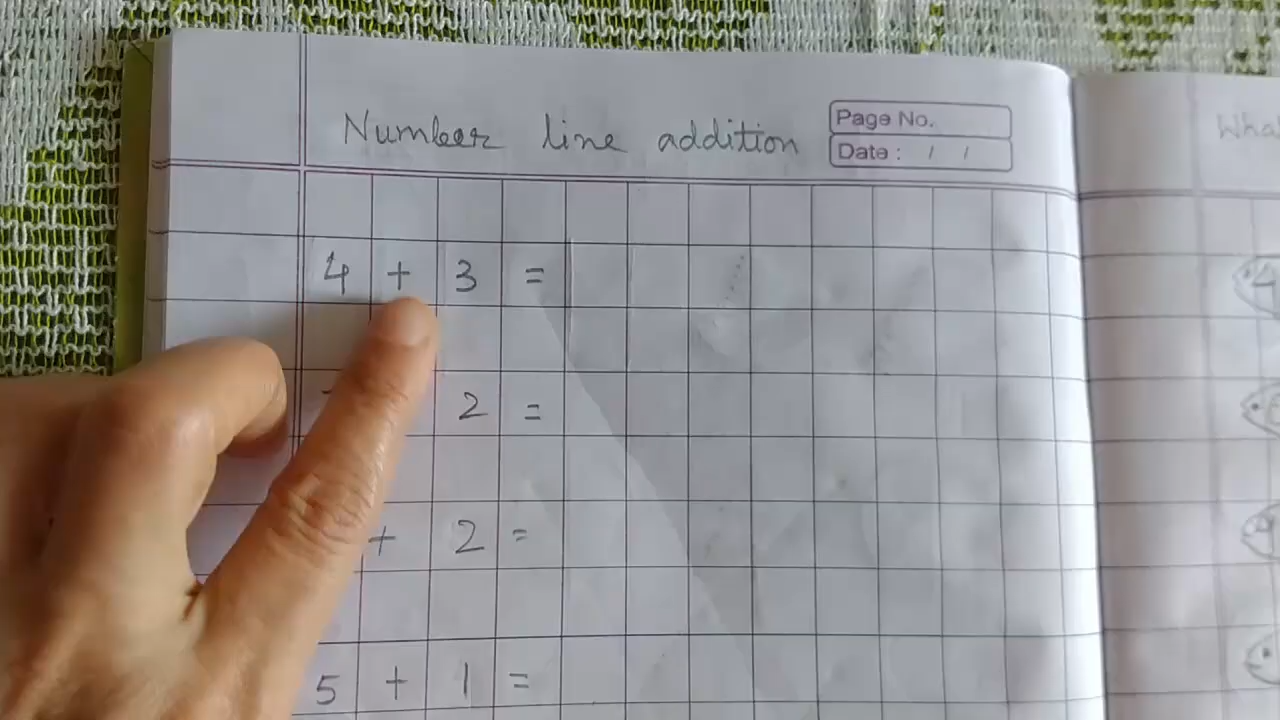 Number line addition
Page No.
Date: / /
4 + 3 =
2 =
+ 2 =
5 + 1 =